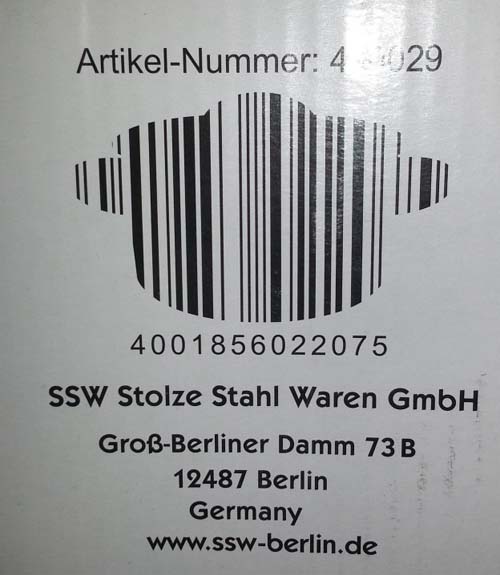 Artikel-Nummer:
4001856022075
SSW Stolze Stahl Waren GmbH
Groß-Berliner Damm 73 B
12487 Berlin
Germany
www.ssw-berlin.de